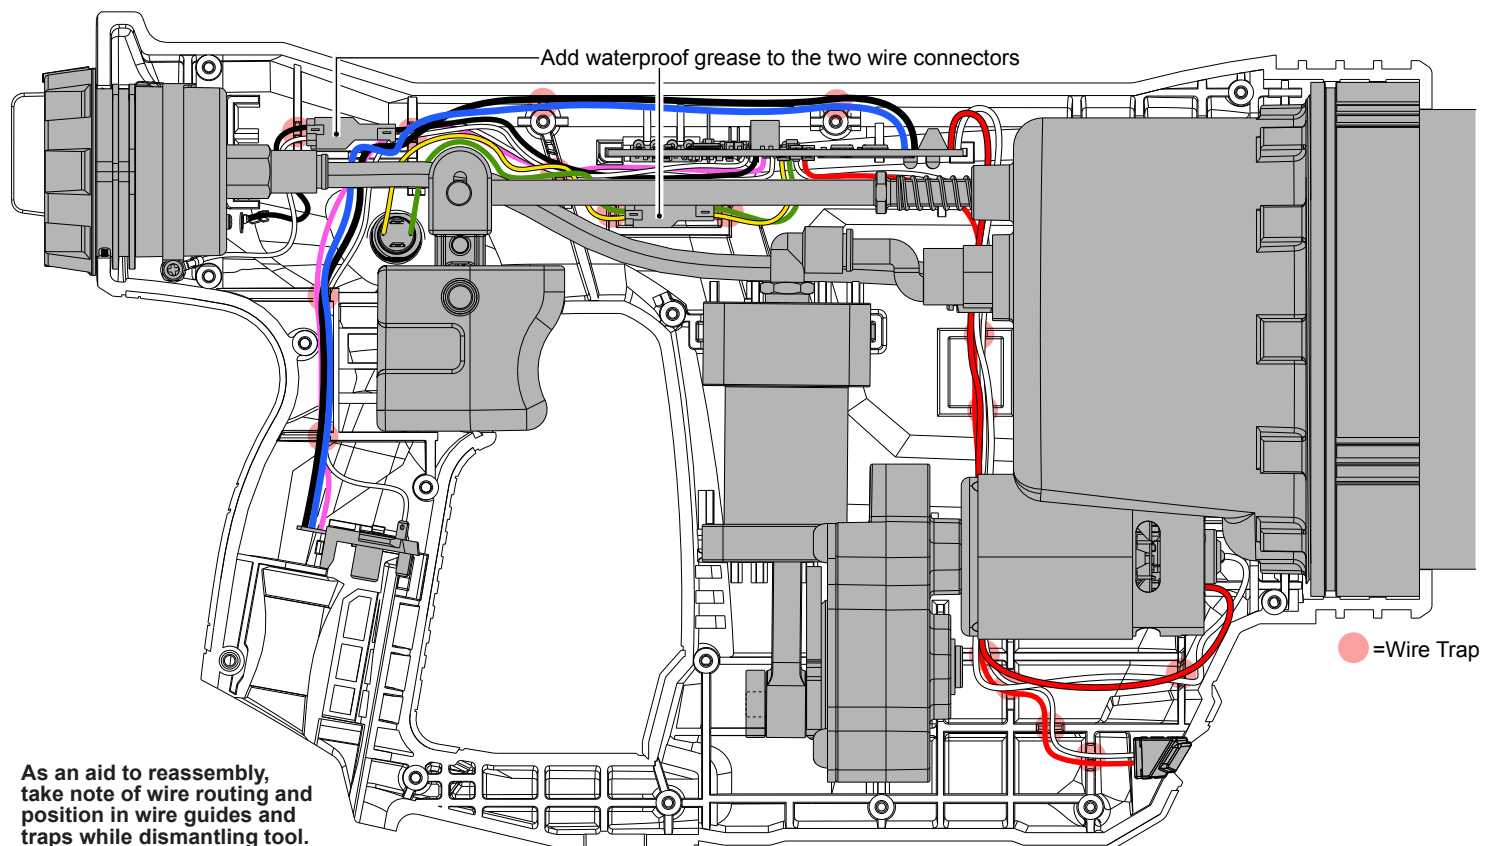 Add waterproof grease to the two wire connectors
=Wire Trap
As an aid to reassembly,
take note of wire routing and
position in wire guides and
traps while dismantling tool.